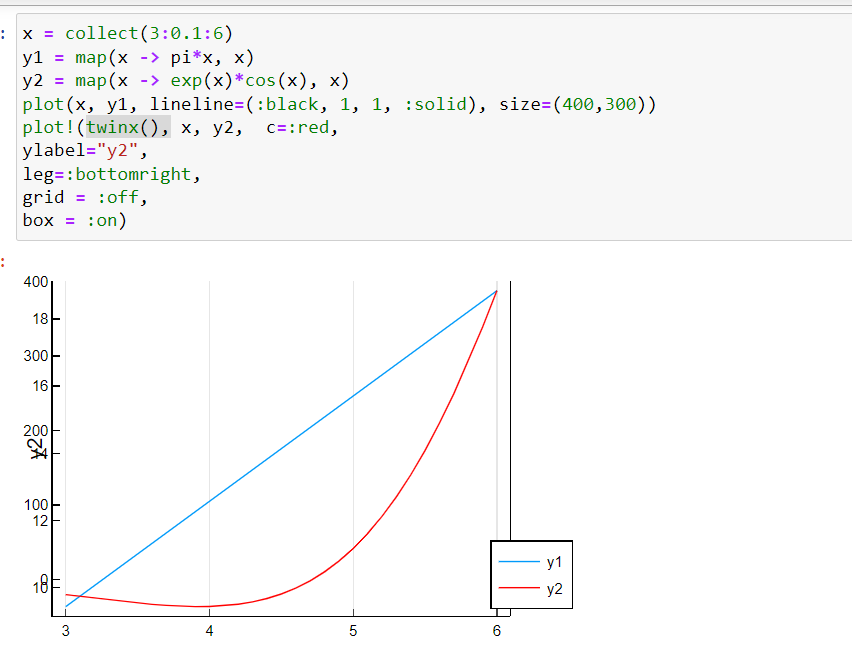 :
x = collect(3:0.1:6)
y1 = map(x -> pi*x, x)
y2 = map(x -> exp(x)*cos(x), x)
plot(x, y1, lineline=(:black, 1, 1, :solid), size=(400,300))
plot!(twinx(), x, y2,  c=:red,
ylabel="y2",
leg=:bottomright,
grid = :off,
box = :on)
:
400
18
300
16
200
y2
100
12
0
10
y1
y2
3 4 5 6